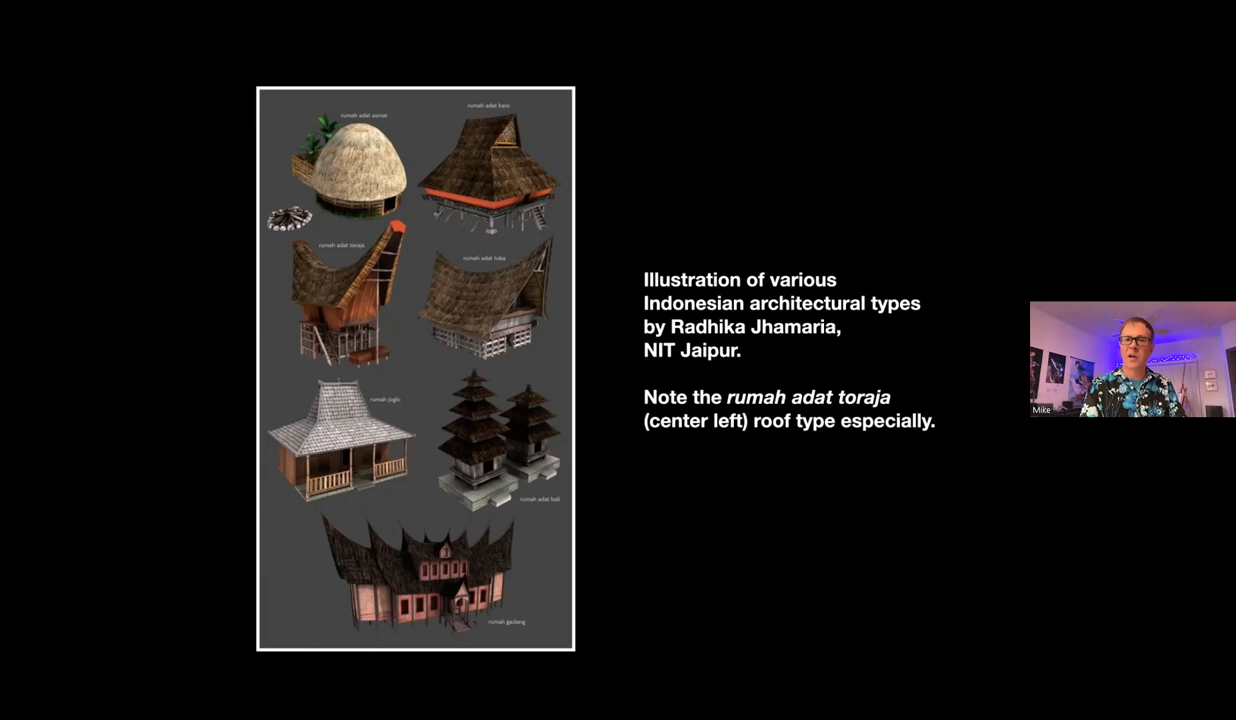 rumah adat asmat
rumah adat karo
rumah adat toraja
rumah adat toba
rumah joglo
rumah adat bali
rumah gadang
Illustration of various
Indonesian architectural types
by Radhika Jhamaria,
NIT Jaipur.
Note the rumah adat toraja
(center left) roof type especially.
Mike